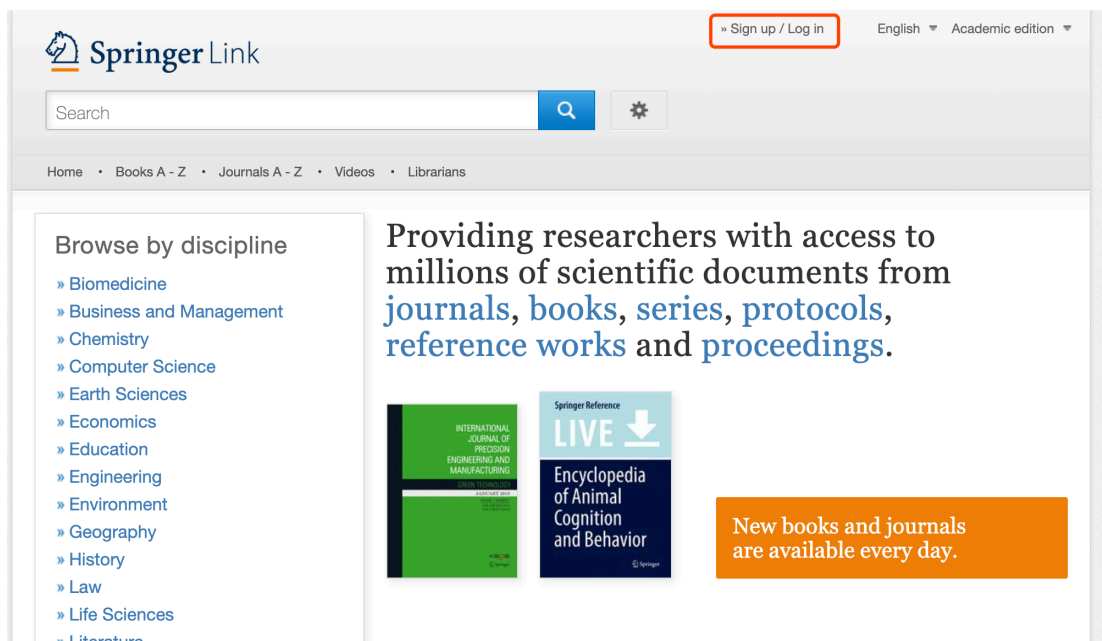 » Sign up / Log in
English
Academic edition
Springer Link
Search
Home • Books A - Z • Journals A - Z • Videos • Librarians
Browse by discipline
» Biomedicine
» Business and Management
» Chemistry
» Computer Science
» Earth Sciences
» Economics
» Education
» Engineering
» Environment
» Geography
» History
» Law
» Life Sciences
» Literature
Providing researchers with access to
millions of scientific documents from
journals, books, series, protocols,
reference works and proceedings.
INTERNATIONAL
JOURNAL OF
PRECISION
ENGINEERING AND
MANUFACTURING
GREEN TECHNOLOGY
Springer
Springer Reference
LIVE
Encyclopedia
of Animal
Cognition
and Behavior
Springer
New books and journals
are available every day.